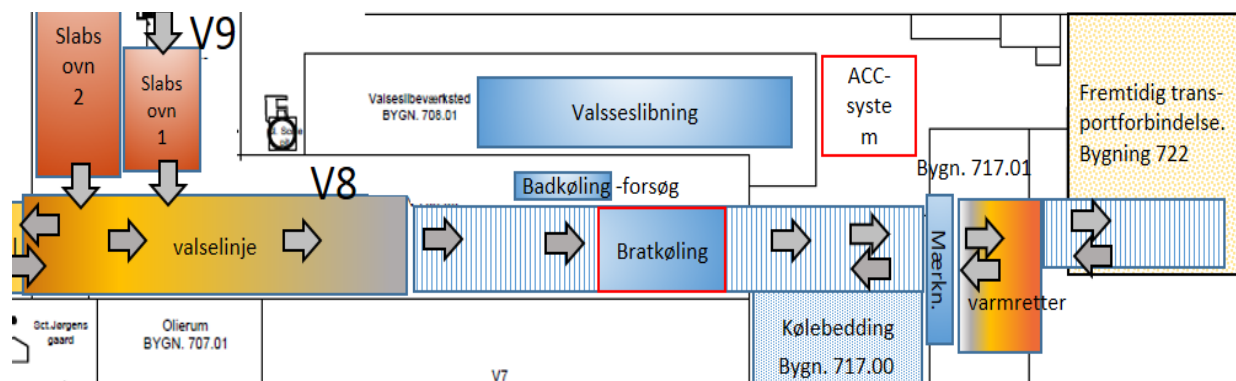 Slabs
ovn
2
V9
Slabs
ovn
1
Valseslibeværksted
BYGN. 708.01
Valsseslibning
ACC-
syste
m
Fremtidig trans-
portforbindelse.
Bygning 722
Bygn. 717.01
V8
Badkøling -forsøg
valselinje
Bratkøling
Mærkn.
varmretter
Sct.Jørgens
gaard
Olierum
BYGN. 707.01
Kølebedding
Bygn. 717.00
V7